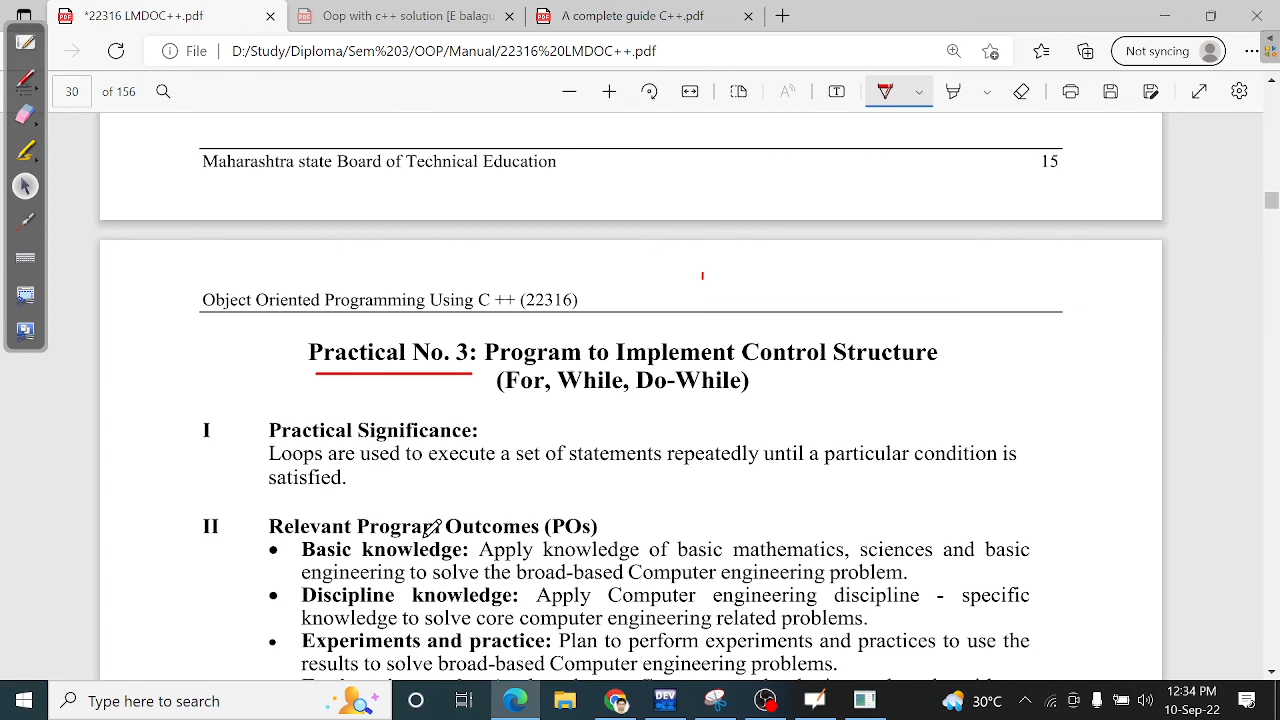 *22316 LMDOC++.pdf
Oop with c++ solution [E balagu
A complete guide C++.pdf
File
D:/Study/Diploma/Sem%203/OOP/Manual/22316%20LMDOC++.pdf
Not syncing
30 of 156
Maharashtra state Board of Technical Education 15
Object Oriented Programming Using C ++ (22316)
Practical No. 3: Program to Implement Control Structure
(For, While, Do-While)
I Practical Significance:
Loops are used to execute a set of statements repeatedly until a particular condition is
satisfied.
II Relevant Program Outcomes (POs)
• Basic knowledge: Apply knowledge of basic mathematics, sciences and basic
engineering to solve the broad-based Computer engineering problem.
• Discipline knowledge: Apply Computer engineering discipline - specific
knowledge to solve core computer engineering related problems.
• Experiments and practice: Plan to perform experiments and practices to use the
results to solve broad-based Computer engineering problems.
Type here to search
DEV
C++
30°C
12:34 PM
10-Sep-22